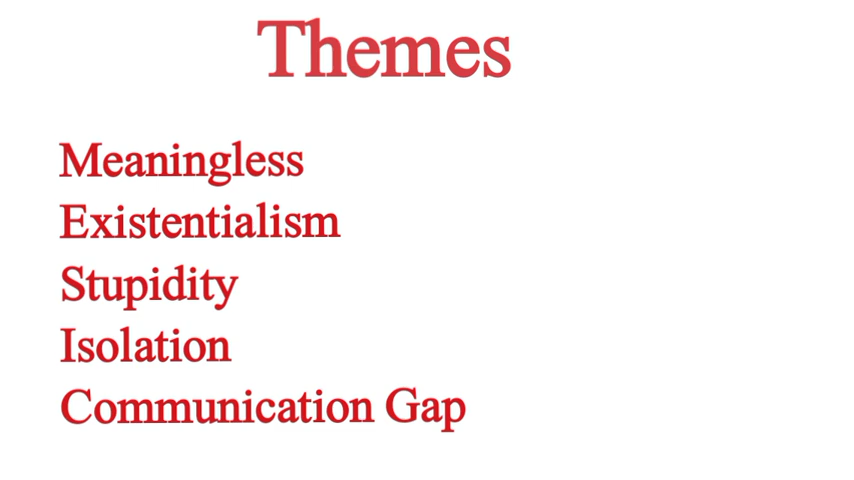 Themes
Meaningless
Existentialism
Stupidity
Isolation
Communication Gap